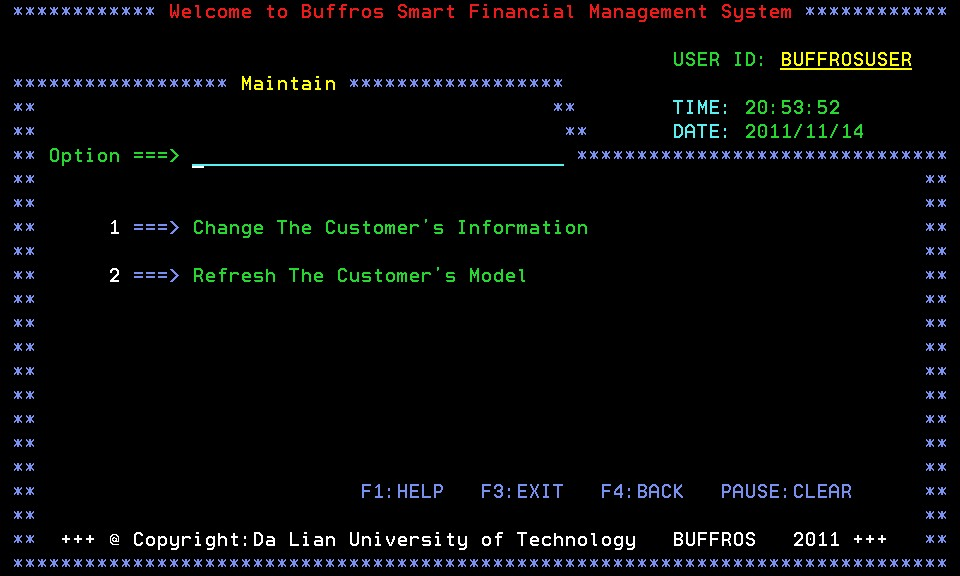 ************ Welcome to Buffros Smart Financial Management System ************
USER ID: BUFFROSUSER
****************** Maintain ******************
** ** TIME: 20:53:52
** ** DATE: 2011/11/14
** Option ===> _______________________________ *******************************
** **
** **
** 1 ===> Change The Customer's Information **
** **
** 2 ===> Refresh The Customer's Model **
** **
** **
** **
** **
** **
** **
** **
** **
** F1:HELP F3:EXIT F4:BACK PAUSE:CLEAR **
** **
** +++ @ Copyright:Da Lian University of Technology BUFFROS 2011 +++ **
******************************************************************************